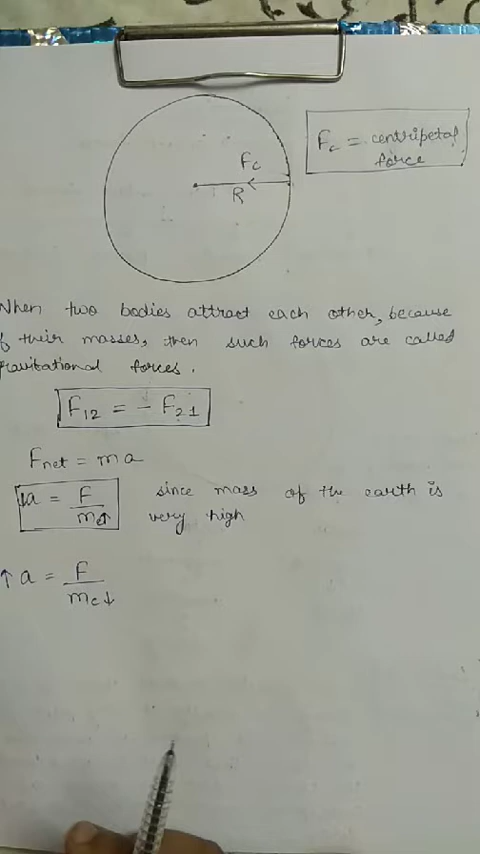 Fc = centripetal
force
Fc
R
When two bodies attract each other, because
of their masses, then such forces are called
gravitational forces.
F12 = - F21
Fnet = ma
↓a = F/m↑ since mass of the earth is
very high
↑ a = F/mc↓